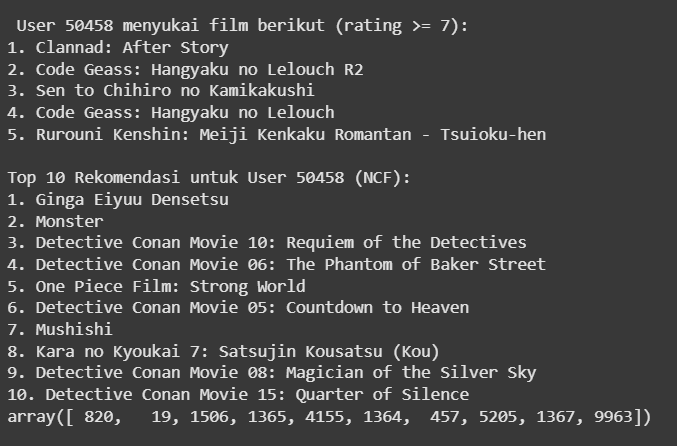 User 50458 menyukai film berikut (rating >= 7):
1. Clannad: After Story
2. Code Geass: Hangyaku no Lelouch R2
3. Sen to Chihiro no Kamikakushi
4. Code Geass: Hangyaku no Lelouch
5. Rurouni Kenshin: Meiji Kenkaku Romantan - Tsuioku-hen
Top 10 Rekomendasi untuk User 50458 (NCF):
1. Ginga Eiyuu Densetsu
2. Monster
3. Detective Conan Movie 10: Requiem of the Detectives
4. Detective Conan Movie 06: The Phantom of Baker Street
5. One Piece Film: Strong World
6. Detective Conan Movie 05: Countdown to Heaven
7. Mushishi
8. Kara no Kyoukai 7: Satsujin Kousatsu (Kou)
9. Detective Conan Movie 08: Magician of the Silver Sky
10. Detective Conan Movie 15: Quarter of Silence
array([ 820,   19, 1506, 1365, 4155, 1364,  457, 5205, 1367, 9963])